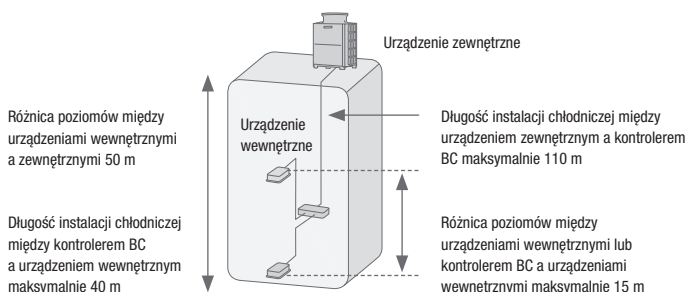 Urządzenie zewnętrzne
Różnica poziomów między
urządzeniami wewnętrznymi
a zewnętrznymi 50 m
Urządzenie
wewnętrzne
Długość instalacji chłodniczej między
urządzeniem zewnętrznym a kontrolerem
BC maksymalnie 110 m
Długość instalacji chłodniczej
między kontrolerem BC
a urządzeniem wewnętrznym
maksymalnie 40 m
Różnica poziomów między
urządzeniami wewnętrznymi lub
kontrolerem BC a urządzeniami
wewnętrznymi maksymalnie 15 m